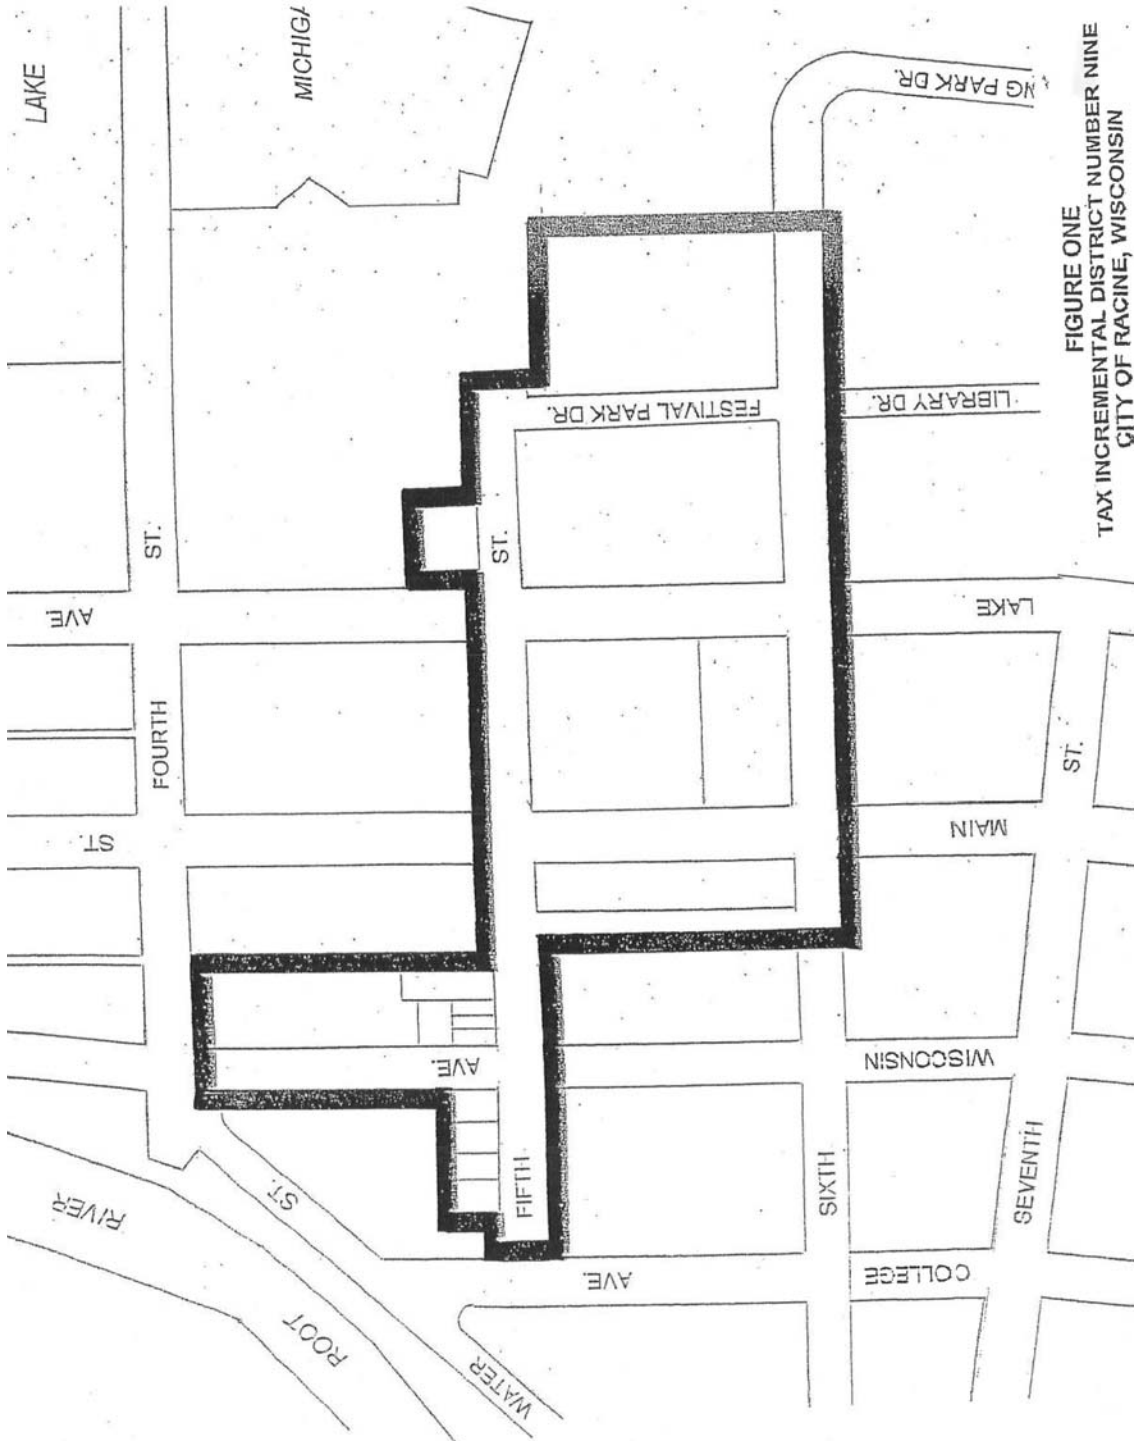 LAKE
MICHIGA
NG PARK DR.
ST.
AVE.
FESTIVAL PARK DR.
LIBRARY DR.
ST.
LAKE
FOURTH
ST.
ST.
MAIN
AVE.
WISCONSIN
RIVER
ST.
FIFTH
SIXTH
SEVENTH
ROOT
AVE.
COLLEGE
WATER
FIGURE ONE
TAX INCREMENTAL DISTRICT NUMBER NINE
CITY OF RACINE, WISCONSIN